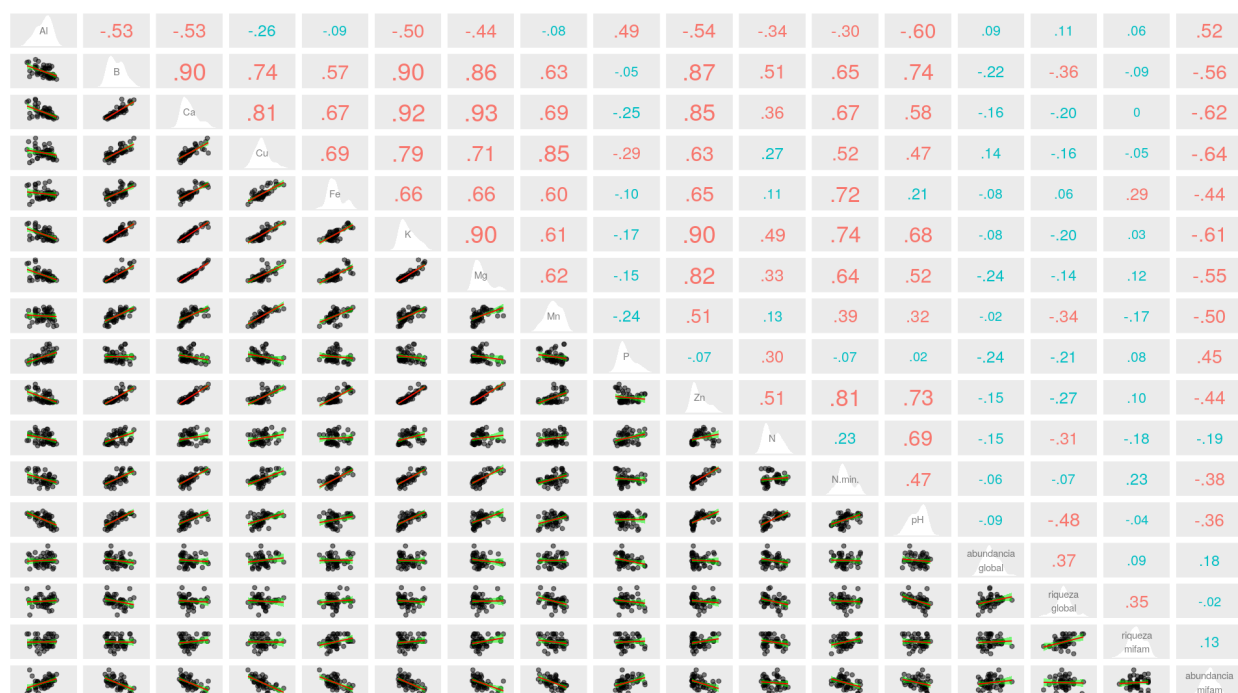 Al -.53 -.53 -.26 -.09 -.50 -.44 -.08 .49 -.54 -.34 -.30 -.60 .09 .11 .06 .52
B .90 .74 .57 .90 .86 .63 -.05 .87 .51 .65 .74 -.22 -.36 -.09 -.56
Ca .81 .67 .92 .93 .69 -.25 .85 .36 .67 .58 -.16 -.20 0 -.62
Cu .69 .79 .71 .85 -.29 .63 .27 .52 .47 .14 -.16 -.05 -.64
Fe .66 .66 .60 -.10 .65 .11 .72 .21 -.08 .06 .29 -.44
K .90 .61 -.17 .90 .49 .74 .68 -.08 -.20 .03 -.61
Mg .62 -.15 .82 .33 .64 .52 -.24 -.14 .12 -.55
Mn -.24 .51 .13 .39 .32 -.02 -.34 -.17 -.50
P -.07 .30 -.07 .02 -.24 -.21 .08 .45
Zn .51 .81 .73 -.15 -.27 .10 -.44
N .23 .69 -.15 -.31 -.18 -.19
N.min. .47 -.06 -.07 .23 -.38
pH -.09 -.48 -.04 -.36
abundancia
global .37 .09 .18
riqueza
global .35 -.02
riqueza
mifam .13
abundancia
mifam